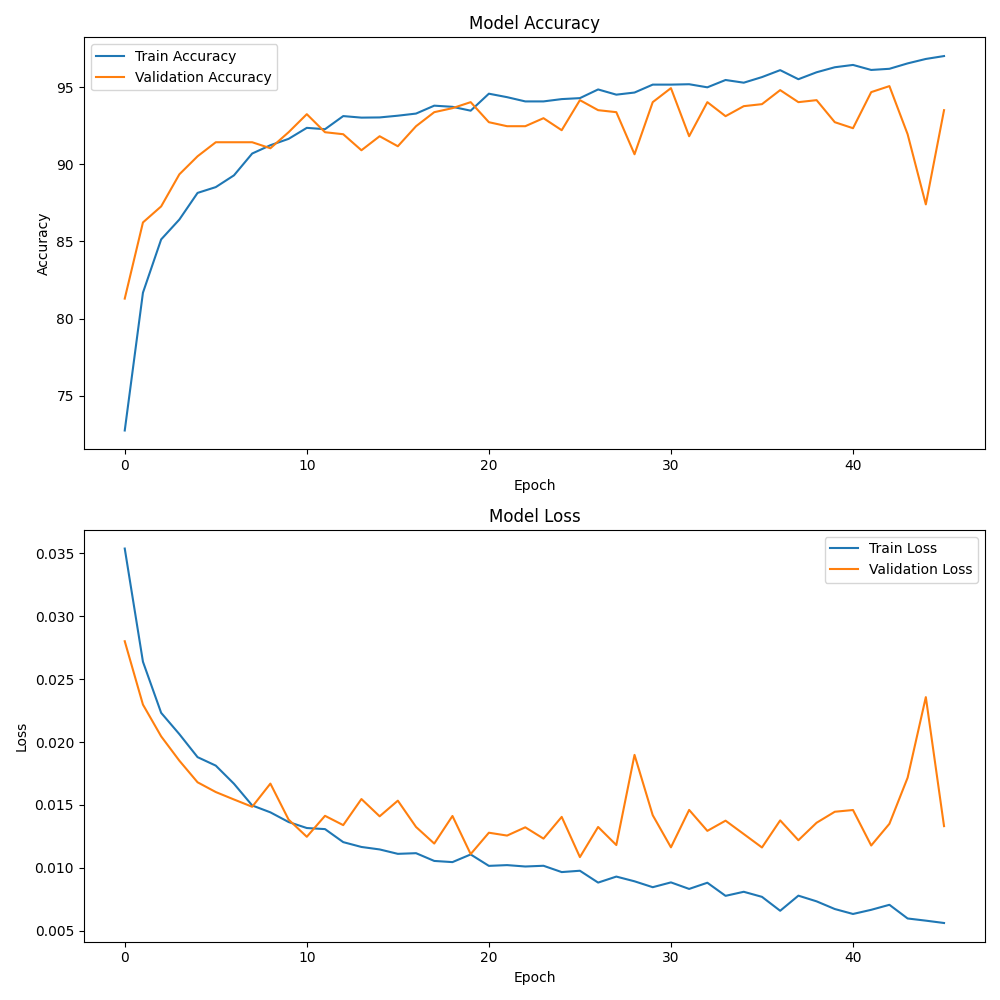 Model Accuracy
Train Accuracy
Validation Accuracy
95
90
85
80
75
Accuracy
0 10 20 30 40
Epoch
Model Loss
Train Loss
Validation Loss
0.035
0.030
0.025
0.020
0.015
0.010
0.005
Loss
0 10 20 30 40
Epoch